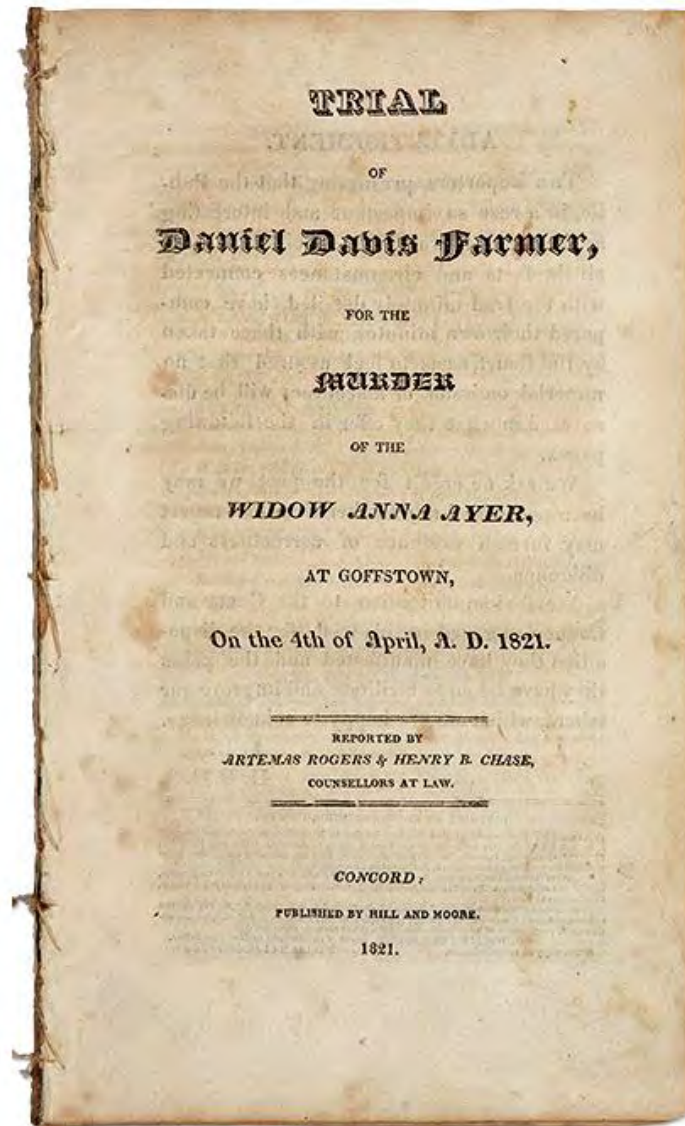 TRIAL
OF
Daniel Davis Farmer,
FOR THE
MURDER
OF THE
WIDOW ANNA AYER,
AT GOFFSTOWN,
On the 4th of April, A. D. 1821.
REPORTED BY
ARTEMAS ROGERS & HENRY B. CHASE,
COUNSELLORS AT LAW.
CONCORD:
PUBLISHED BY HILL AND MOORE.
1821.